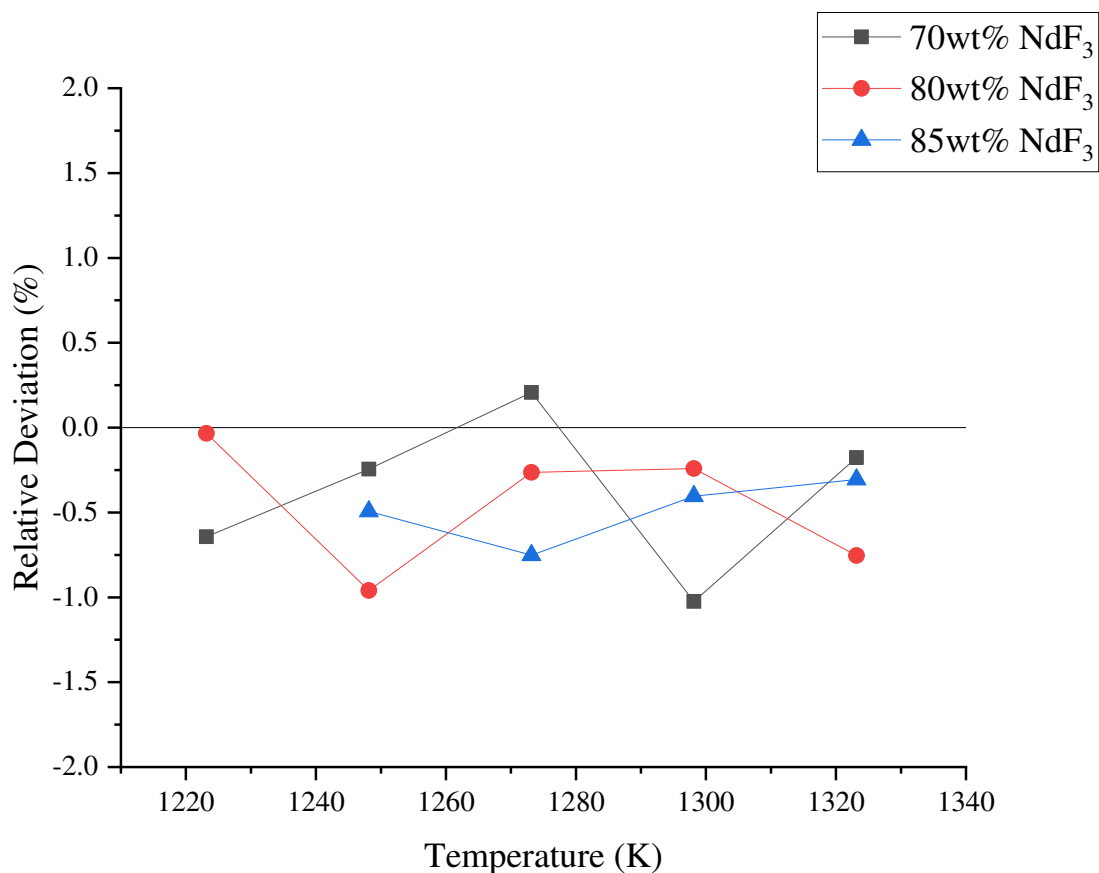 70wt% NdF₃
80wt% NdF₃
85wt% NdF₃
2.0
1.5
1.0
0.5
0.0
-0.5
-1.0
-1.5
-2.0
Relative Deviation (%)
1220 1240 1260 1280 1300 1320 1340
Temperature (K)